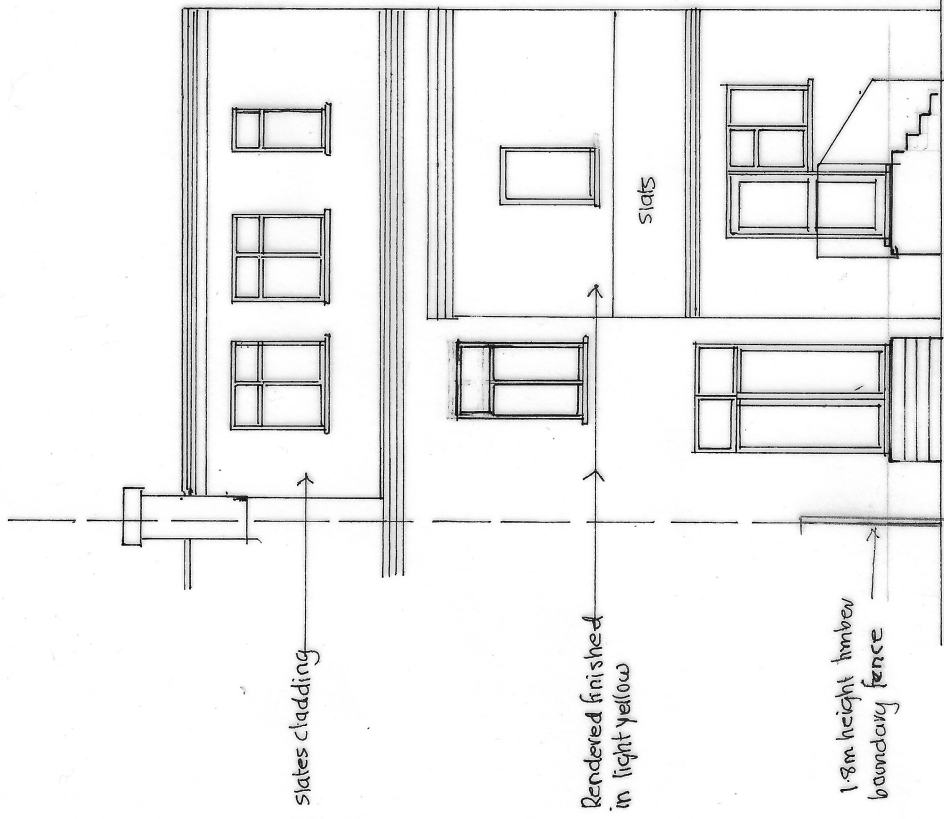 slates cladding
Rendered finished
in light yellow
slats
1.8m height timber
boundary fence